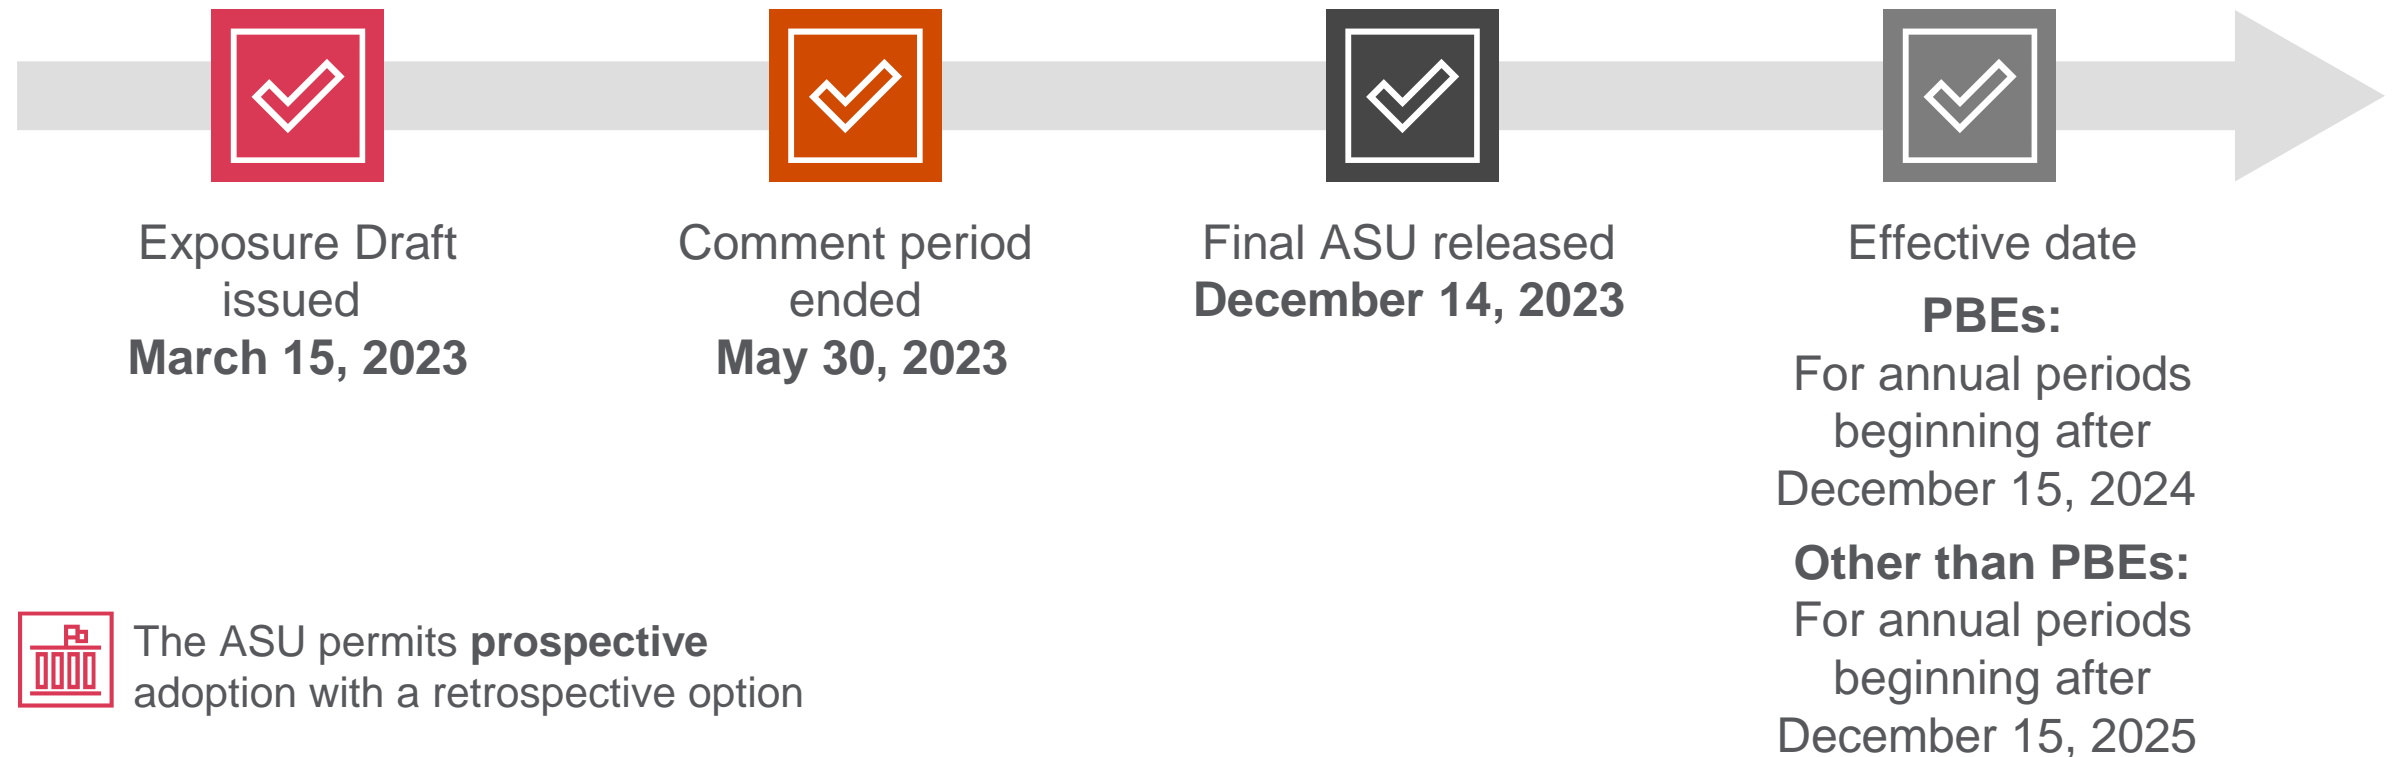 Exposure Draft
issued
March 15, 2023
Comment period
ended
May 30, 2023
Final ASU released
December 14, 2023
Effective date
PBEs:
For annual periods
beginning after
December 15, 2024
Other than PBEs:
For annual periods
beginning after
December 15, 2025
The ASU permits prospective
adoption with a retrospective option